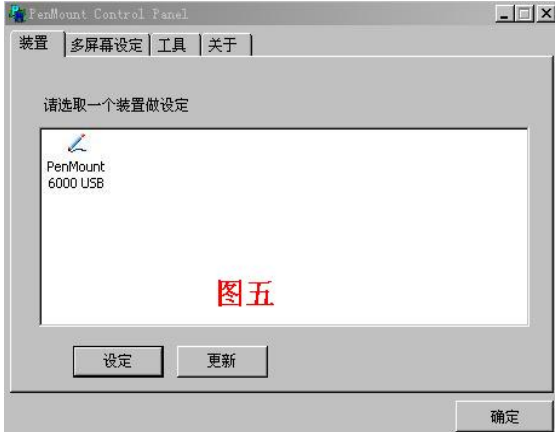 PenMount Control Panel
装置 多屏幕设定 工具 关于
请选取一个装置做设定
PenMount
6000 USB
图五
设定 更新
确定